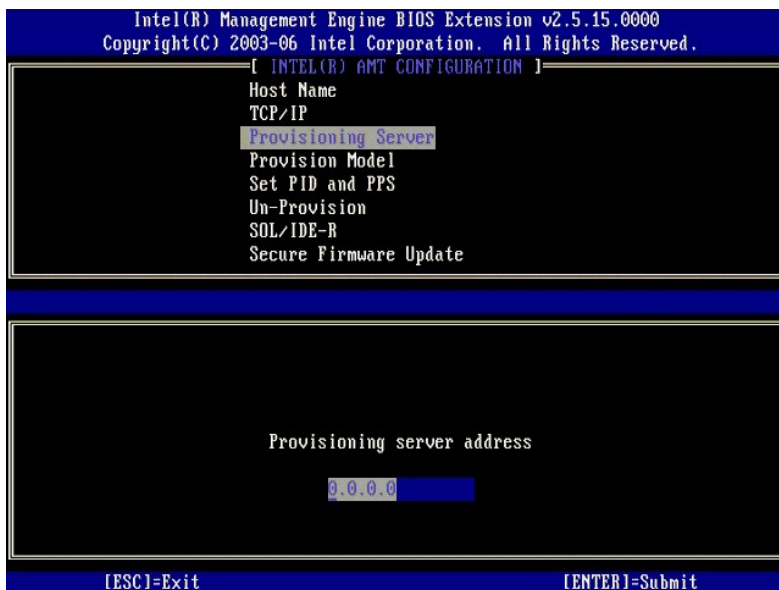 Intel(R) Management Engine BIOS Extension v2.5.15.0000
Copyright(C) 2003-06 Intel Corporation. All Rights Reserved.
[ INTEL(R) AMT CONFIGURATION ]
Host Name
TCP/IP
Provisioning Server
Provision Model
Set PID and PPS
Un-Provision
SOL/IDE-R
Secure Firmware Update
Provisioning server address
0.0.0.0
[ESC]=Exit [ENTER]=Submit